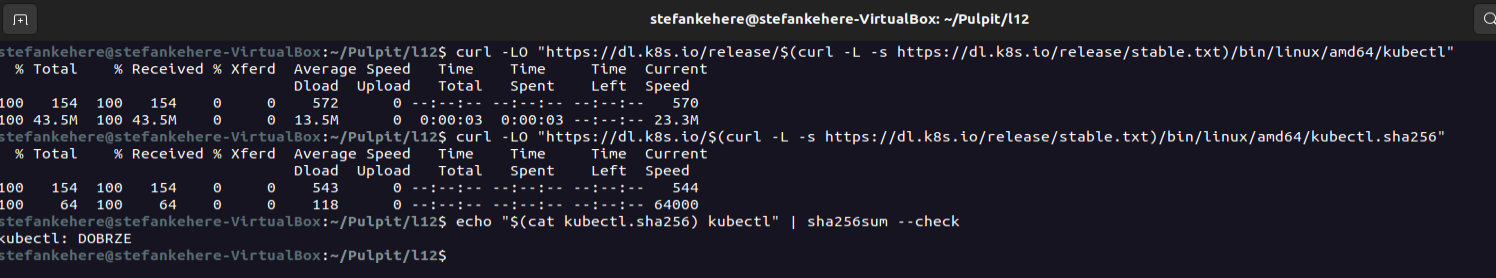 stefankehere@stefankehere-VirtualBox: ~/Pulpit/l12
stefankehere@stefankehere-VirtualBox:~/Pulpit/l12$ curl -LO "https://dl.k8s.io/release/$(curl -L -s https://dl.k8s.io/release/stable.txt)/bin/linux/amd64/kubectl"
% Total % Received % Xferd Average Speed Time Time Time Current
Dload Upload Total Spent Left Speed
100 154 100 154 0 0 572 0 --:--:-- --:--:-- --:--:-- 570
100 43.5M 100 43.5M 0 0 13.5M 0 0:00:03 0:00:03 --:--:-- 23.3M
stefankehere@stefankehere-VirtualBox:~/Pulpit/l12$ curl -LO "https://dl.k8s.io/$(curl -L -s https://dl.k8s.io/release/stable.txt)/bin/linux/amd64/kubectl.sha256"
% Total % Received % Xferd Average Speed Time Time Time Current
Dload Upload Total Spent Left Speed
100 154 100 154 0 0 543 0 --:--:-- --:--:-- --:--:-- 544
100 64 100 64 0 0 118 0 --:--:-- --:--:-- --:--:-- 64000
stefankehere@stefankehere-VirtualBox:~/Pulpit/l12$ echo "$(cat kubectl.sha256) kubectl" | sha256sum --check
kubectl: DOBRZE
stefankehere@stefankehere-VirtualBox:~/Pulpit/l12$